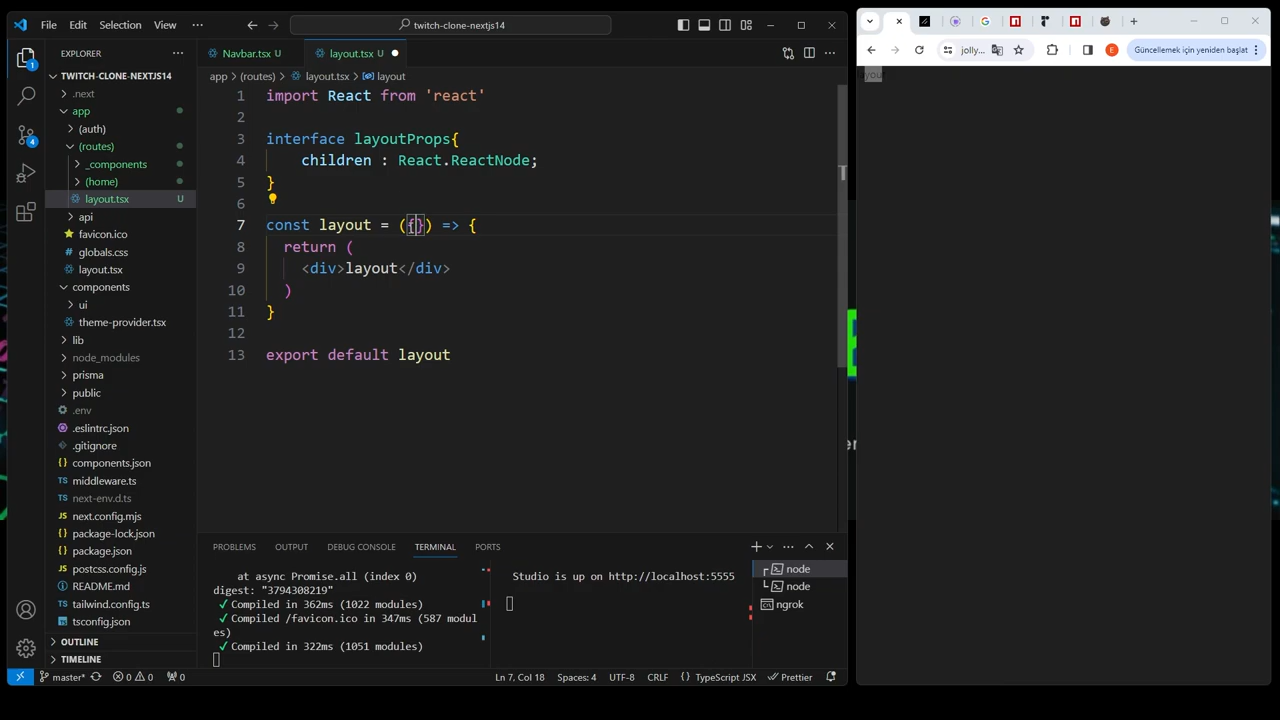 File Edit Selection View ··· twitch-clone-nextjs14
EXPLORER
TWITCH-CLONE-NEXTJS14
.next
app
(auth)
(routes)
_components
(home)
layout.tsx U
api
favicon.ico
globals.css
layout.tsx
components
ui
theme-provider.tsx
lib
node_modules
prisma
public
.env
.eslintrc.json
.gitignore
components.json
middleware.ts
next-env.d.ts
next.config.mjs
package-lock.json
package.json
postcss.config.js
README.md
tailwind.config.ts
tsconfig.json
OUTLINE
TIMELINE
Navbar.tsx U layout.tsx U
app > (routes) > layout.tsx > layout
1 import React from 'react'
2
3 interface layoutProps{
4 children : React.ReactNode;
5 }
6
7 const layout = ({}) => {
8 return (
9 <div>layout</div>
10 )
11 }
12
13 export default layout
PROBLEMS OUTPUT DEBUG CONSOLE TERMINAL PORTS
at async Promise.all (index 0)
digest: "3794308219"
✓ Compiled in 362ms (1022 modules)
✓ Compiled /favicon.ico in 347ms (587 modul
es)
✓ Compiled in 322ms (1051 modules)
Studio is up on http://localhost:5555
node
node
ngrok
master* 0 0 0 Ln 7, Col 18 Spaces: 4 UTF-8 CRLF {} TypeScript JSX Prettier
jolly... E Güncellemek için yeniden başlat
layout
er